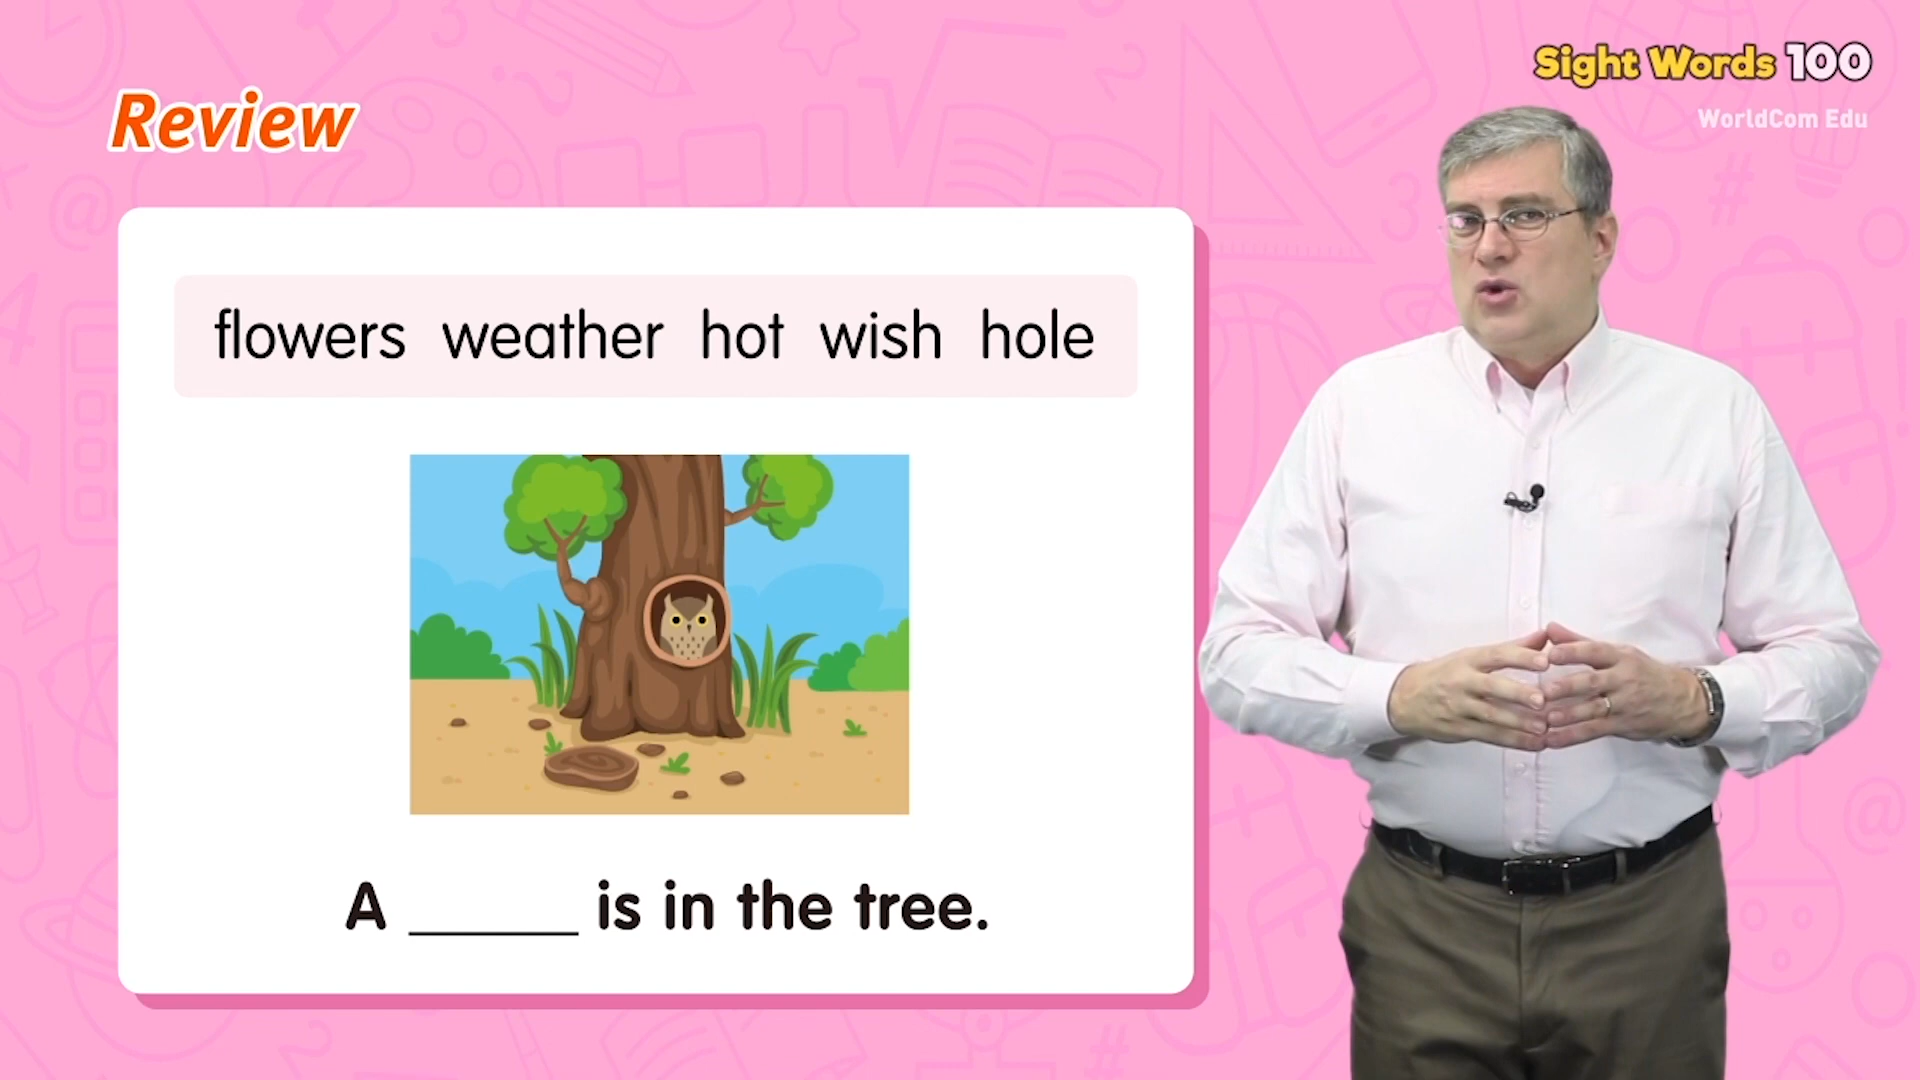 Sight Words 100
WorldCom Edu
Review
flowers weather hot wish hole
A ______ is in the tree.